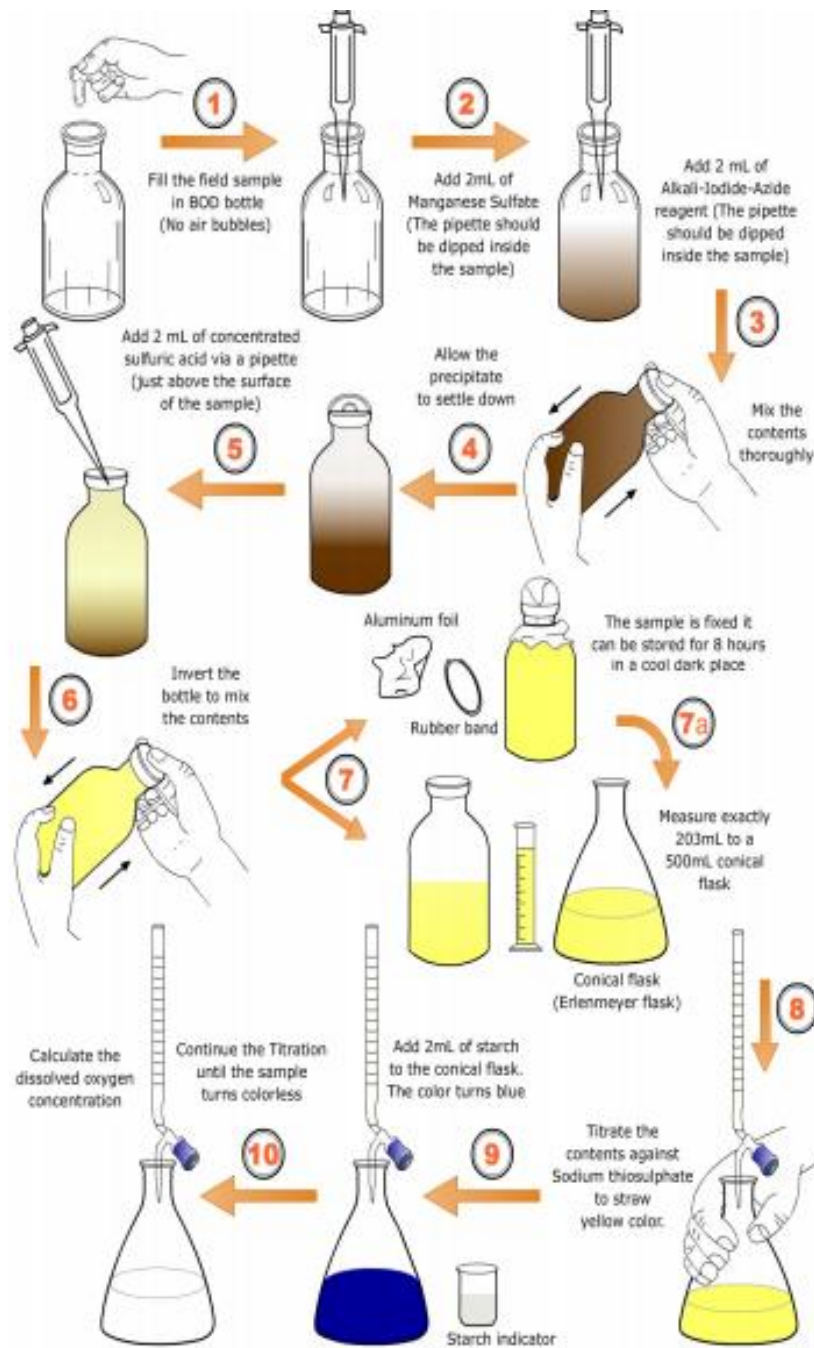 1
Fill the field sample
in BOD bottle
(No air bubbles)
2
Add 2mL of
Manganese Sulfate
(The pipette should
be dipped inside
the sample)
Add 2 mL of
Alkali-Iodide-Azide
reagent (The pipette
should be dipped
inside the sample)
3
Mix the
contents
thoroughly
Allow the
precipitate
to settle down
4
Add 2 mL of concentrated
sulfuric acid via a pipette
(just above the surface
of the sample)
5
6
Invert the
bottle to mix
the contents
7
Aluminum foil
Rubber band
The sample is fixed it
can be stored for 8 hours
in a cool dark place
7a
Measure exactly
203mL to a
500mL conical
flask
Conical flask
(Erlenmeyer flask)
8
Titrate the
contents against
Sodium thiosulphate
to straw
yellow color.
9
Add 2mL of starch
to the conical flask.
The color turns blue
Starch indicator
10
Continue the Titration
until the sample
turns colorless
Calculate the
dissolved oxygen
concentration